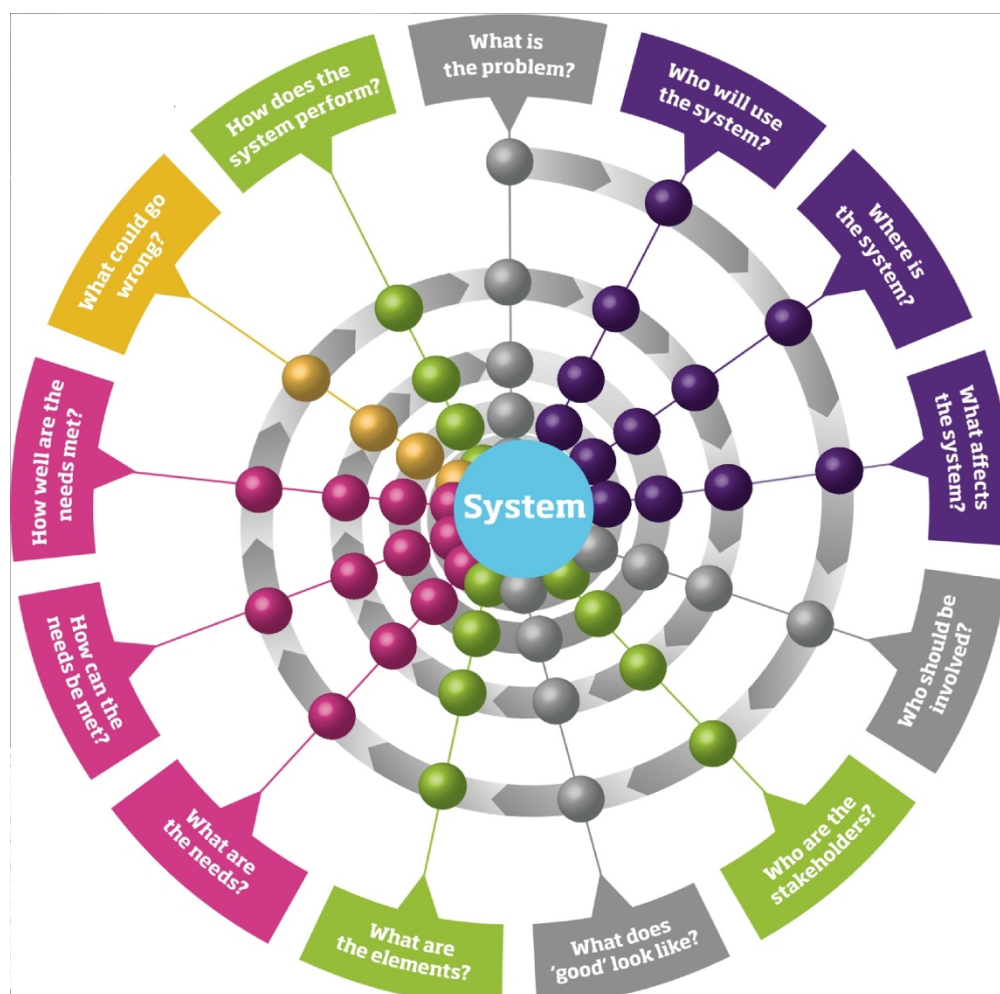 What is
the problem?
Who will use
the system?
Where is
the system?
What affects
the system?
Who should be
involved?
Who are the
stakeholders?
What does
‘good’ look like?
What are
the elements?
What are
the needs?
How can the
needs be met?
How well are the
needs met?
What could go
wrong?
How does the
system perform?
System